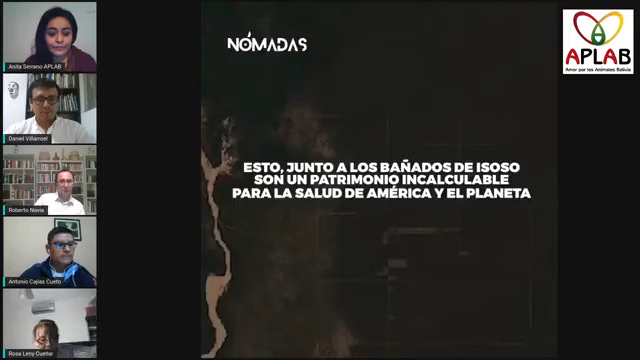 NÓMADAS
APLAB
Amor por los Animales Bolivia
ESTO, JUNTO A LOS BAÑADOS DE ISOSO
SON UN PATRIMONIO INCALCULABLE
PARA LA SALUD DE AMÉRICA Y EL PLANETA
Anita Serrano APLAB
Daniel Villarroel
Roberto Navia
Antonio Cajías Cueto
Rosa Leny Cuellar